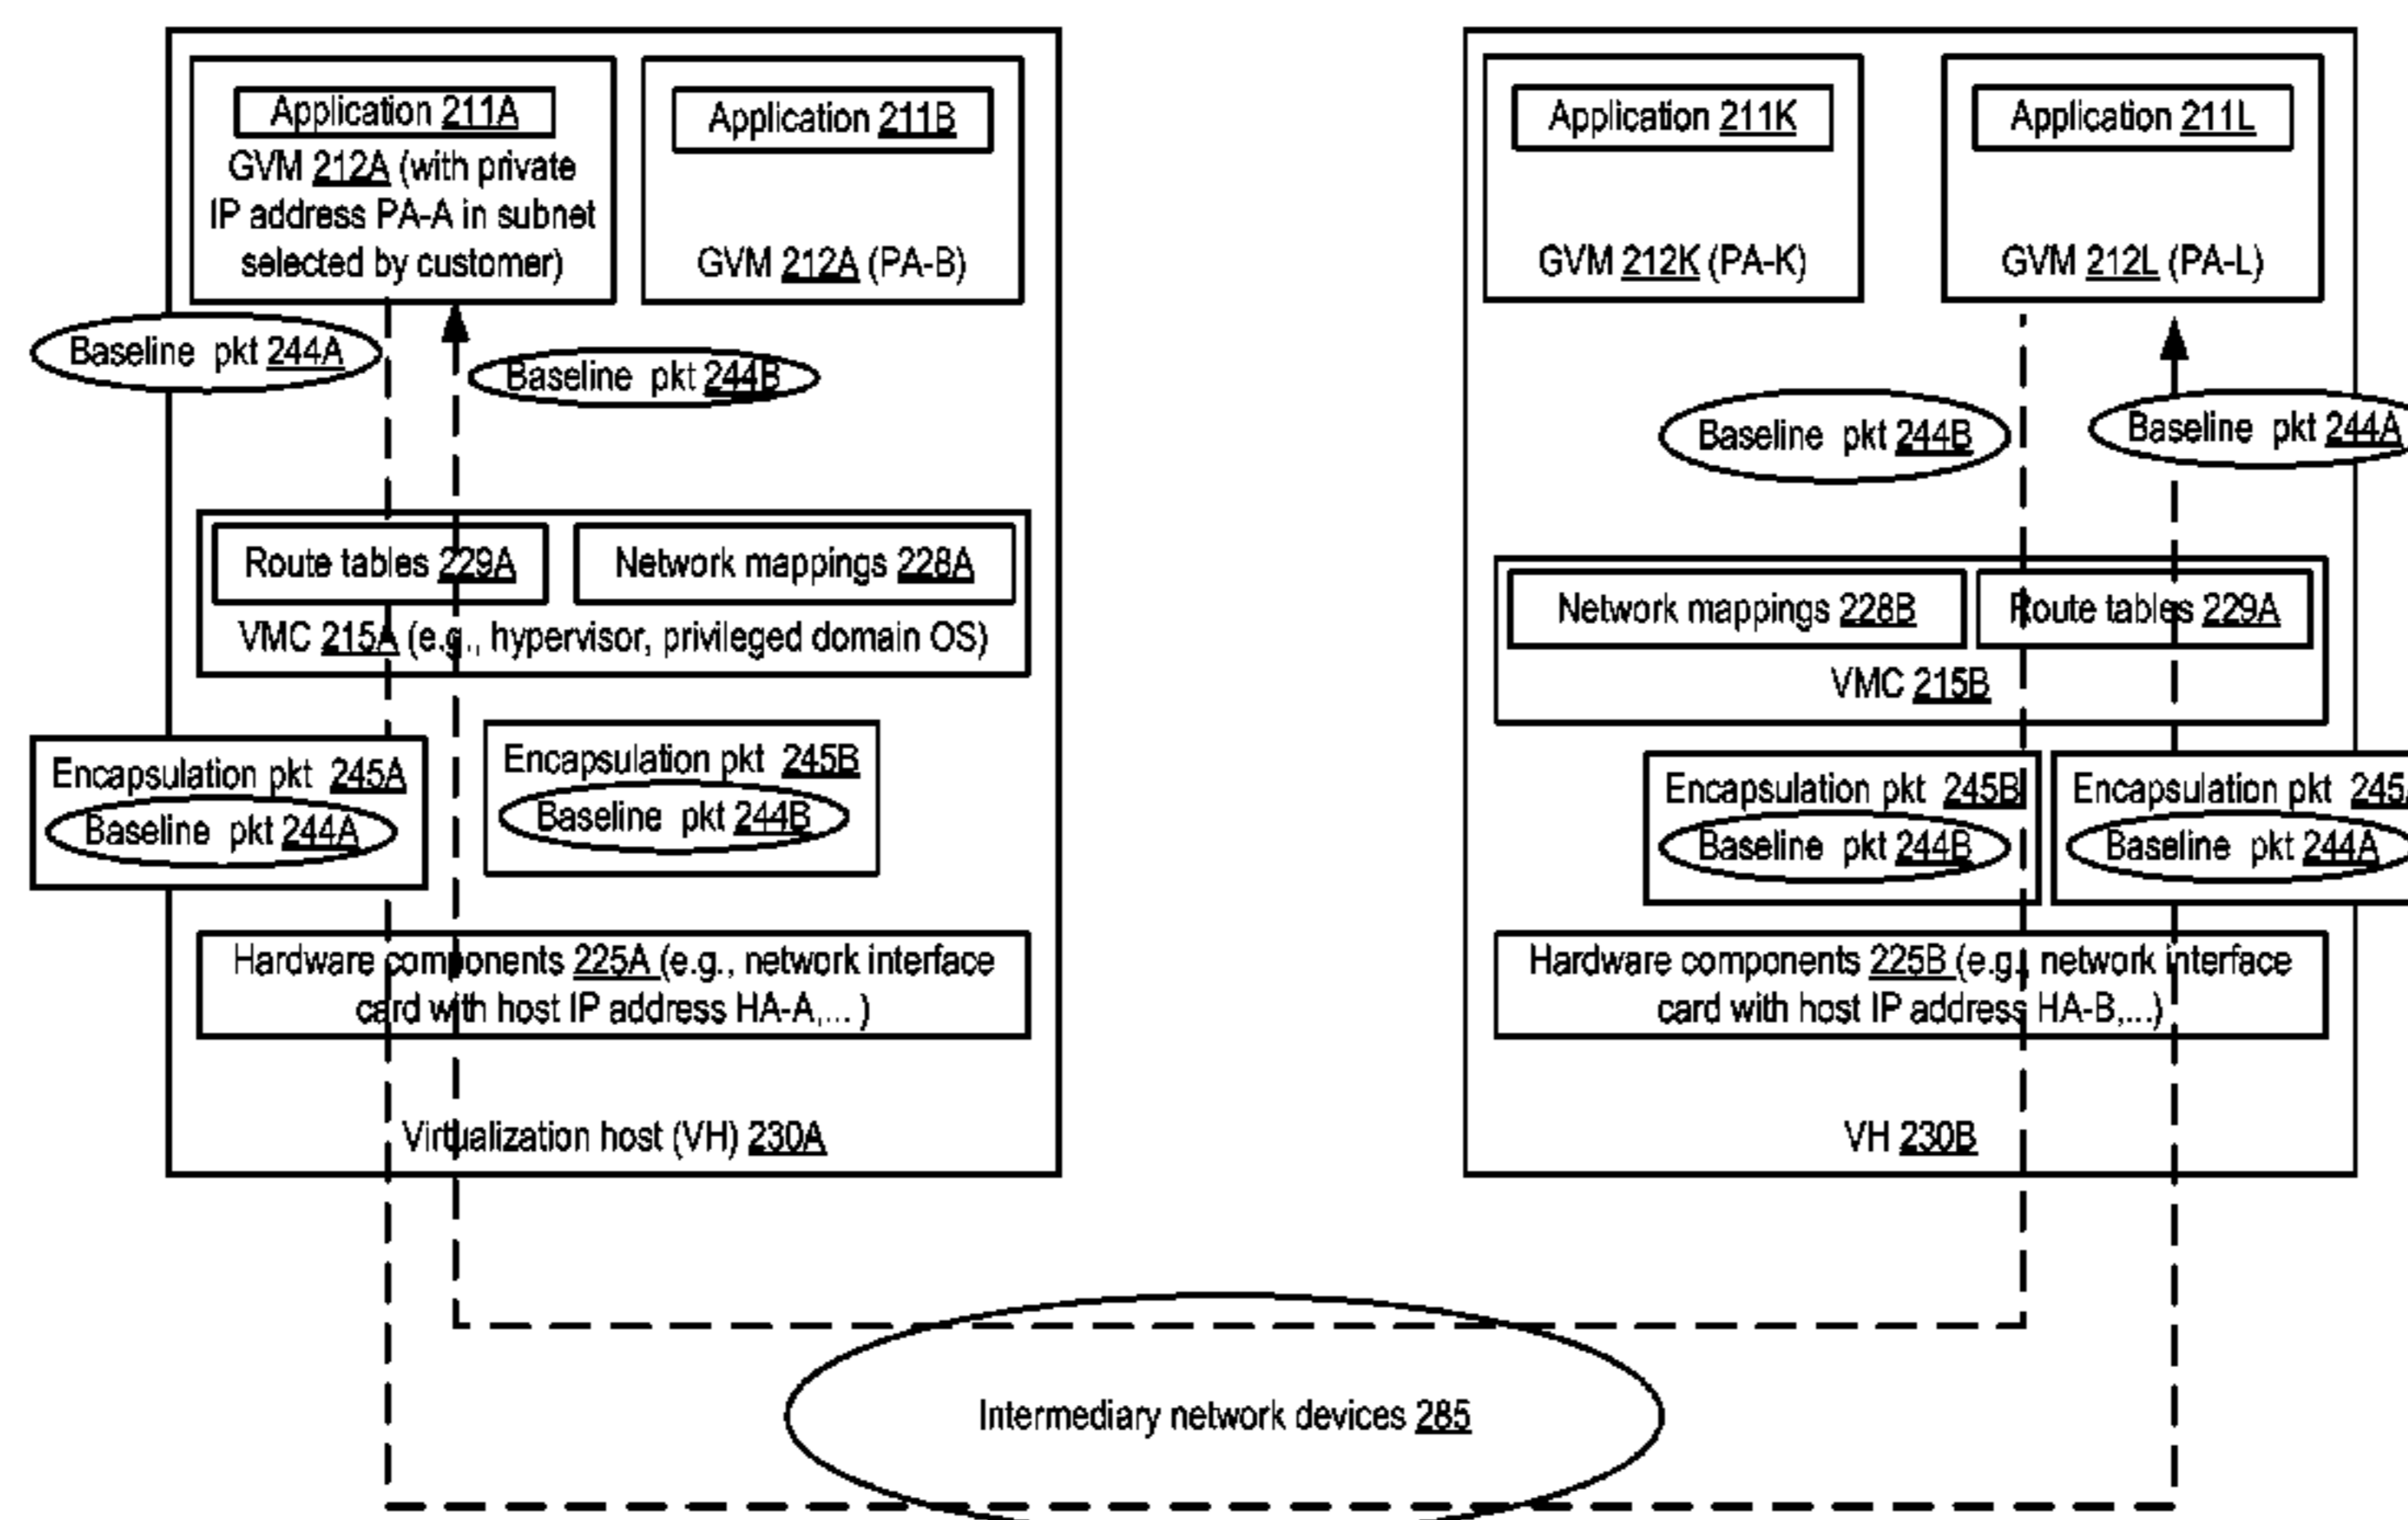 Application 211A
GVM 212A (with private
IP address PA-A in subnet
selected by customer)
Application 211B
GVM 212A (PA-B)
Baseline pkt 244A
Baseline pkt 244B
Route tables 229A
Network mappings 228A
VMC 215A (e.g., hypervisor, privileged domain OS)
Encapsulation pkt 245A
Baseline pkt 244A
Encapsulation pkt 245B
Baseline pkt 244B
Hardware components 225A (e.g., network interface
card with host IP address HA-A,... )
Virtualization host (VH) 230A
Application 211K
GVM 212K (PA-K)
Application 211L
GVM 212L (PA-L)
Baseline pkt 244B
Baseline pkt 244A
Network mappings 228B
Route tables 229A
VMC 215B
Encapsulation pkt 245B
Baseline pkt 244B
Encapsulation pkt 245A
Baseline pkt 244A
Hardware components 225B (e.g., network interface
card with host IP address HA-B,...)
VH 230B
Intermediary network devices 285